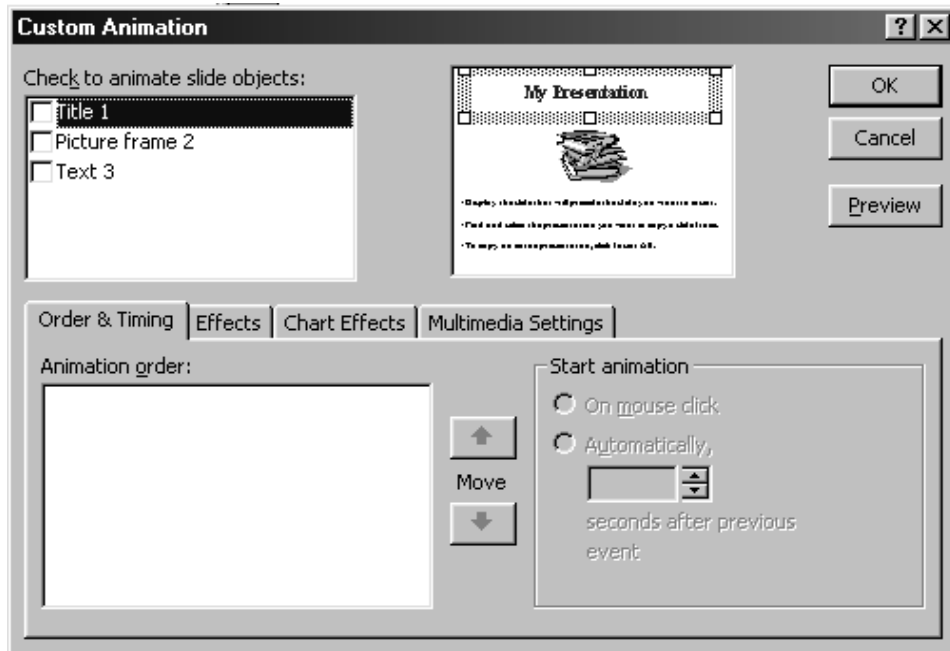 Custom Animation
Check to animate slide objects:
Title 1
Picture frame 2
Text 3
My Presentation
OK
Cancel
Preview
Order & Timing Effects Chart Effects Multimedia Settings
Animation order:
Move
Start animation
On mouse click
Automatically,
seconds after previous
event